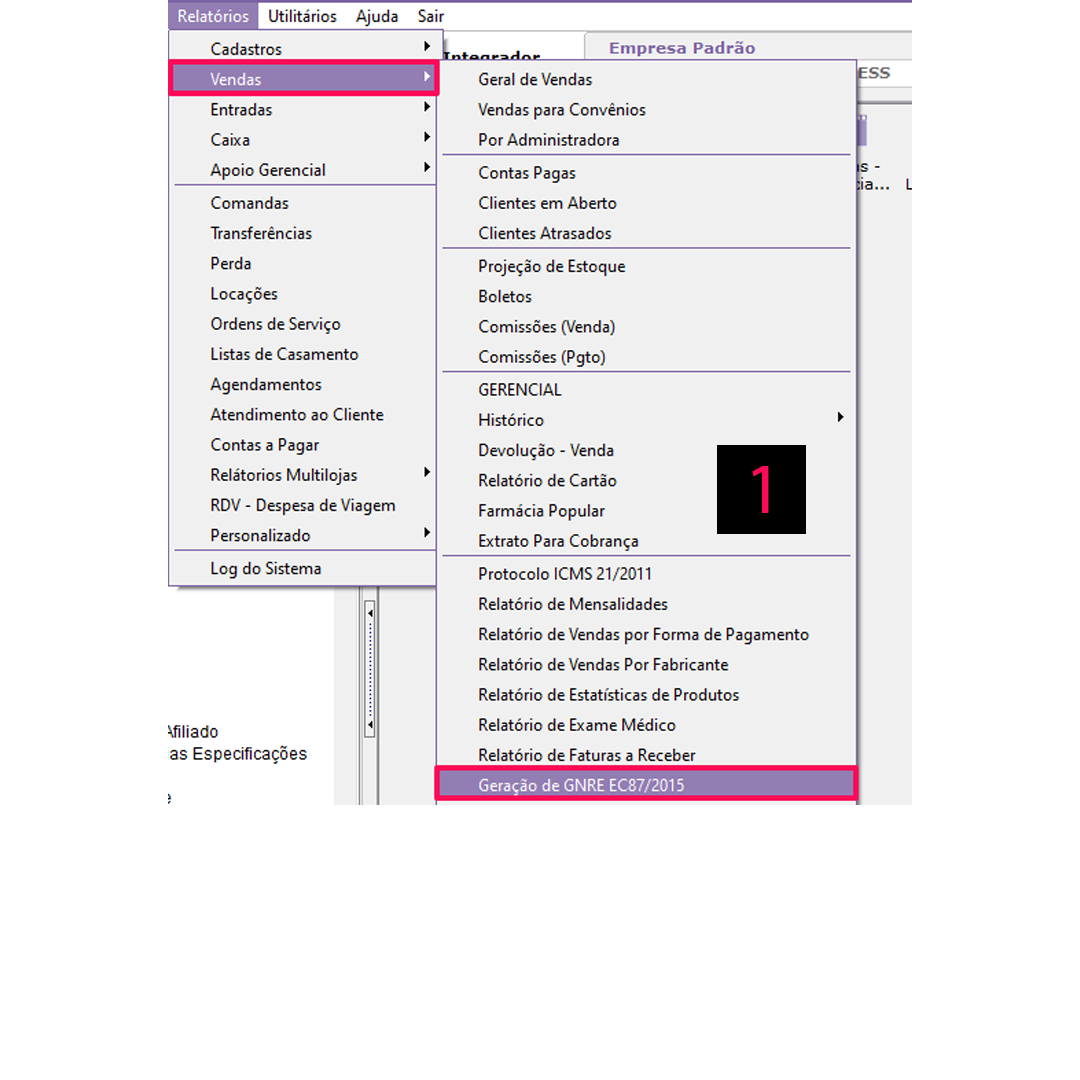 Relatórios Utilitários Ajuda Sair
Cadastros
Vendas
Entradas
Caixa
Apoio Gerencial
Comandas
Transferências
Perda
Locações
Ordens de Serviço
Listas de Casamento
Agendamentos
Atendimento ao Cliente
Contas a Pagar
Relátorios Multilojas
RDV - Despesa de Viagem
Personalizado
Log do Sistema
Integrador
Empresa Padrão
ESS
Geral de Vendas
Vendas para Convênios
Por Administradora
Contas Pagas
Clientes em Aberto
Clientes Atrasados
Projeção de Estoque
Boletos
Comissões (Venda)
Comissões (Pgto)
GERENCIAL
Histórico
Devolução - Venda
Relatório de Cartão
Farmácia Popular
Extrato Para Cobrança
Protocolo ICMS 21/2011
Relatório de Mensalidades
Relatório de Vendas por Forma de Pagamento
Relatório de Vendas Por Fabricante
Relatório de Estatísticas de Produtos
Relatório de Exame Médico
Relatório de Faturas a Receber
Geração de GNRE EC87/2015
1
Afiliado
as Especificações